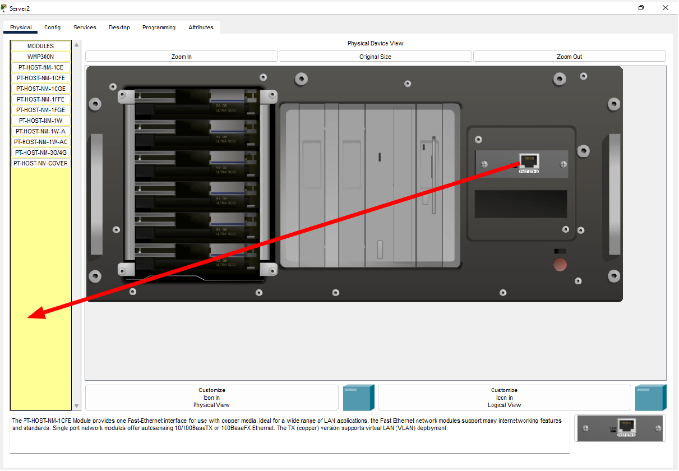 Server2
Physical Config Services Desktop Programming Attributes
MODULES
WMP300N
PT-HOST-NM-1CE
PT-HOST-NM-1CFE
PT-HOST-NM-1CGE
PT-HOST-NM-1FFE
PT-HOST-NM-1FGE
PT-HOST-NM-1W
PT-HOST-NM-1W-A
PT-HOST-NM-1W-AC
PT-HOST-NM-3G/4G
PT-HOST-NM-COVER
Physical Device View
Zoom In Original Size Zoom Out
Customize
Icon in
Physical View
Customize
Icon in
Logical View
The PT-HOST-NM-1CFE Module provides one Fast-Ethernet interface for use with copper media. Ideal for a wide range of LAN applications, the Fast Ethernet network modules support many internetworking features
and standards. Single port network modules offer autosensing 10/100BaseTX or 100BaseFX Ethernet. The TX (copper) version supports virtual LAN (VLAN) deployment.